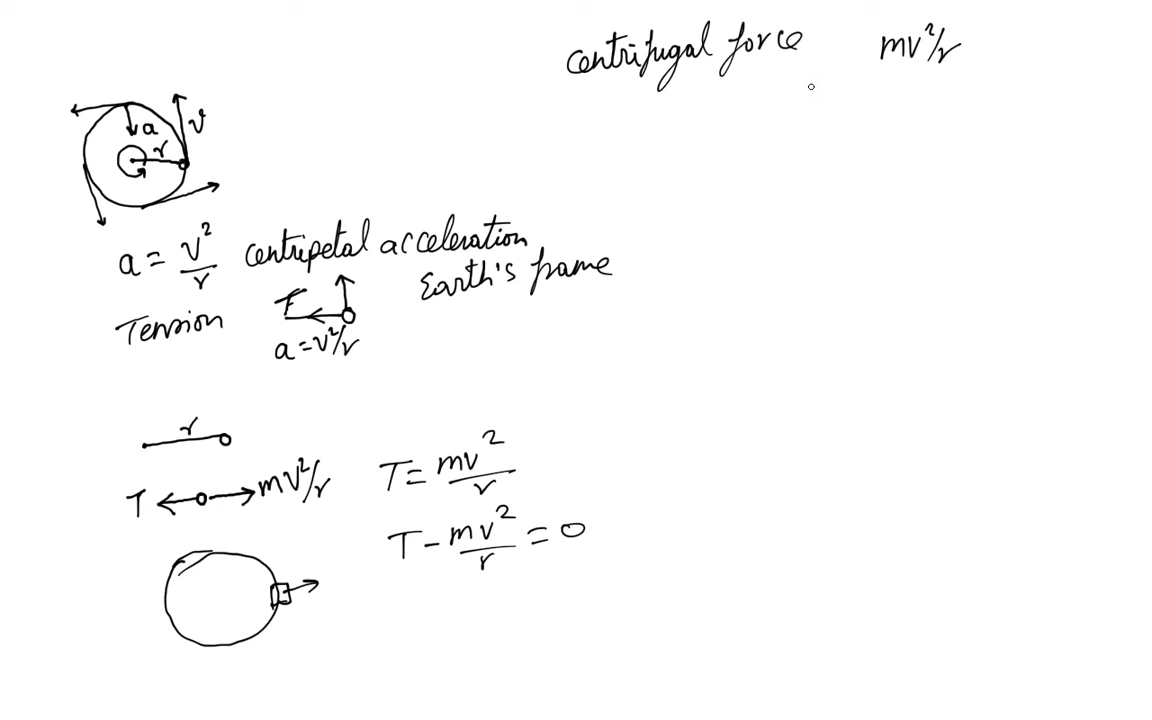 centrifugal force mv²/r
a
v
r
a = v²/r centripetal acceleration
Earth's frame
Tension
F
a = v²/r
r
T mv²/r
T = mv²/r
T - mv²/r = 0